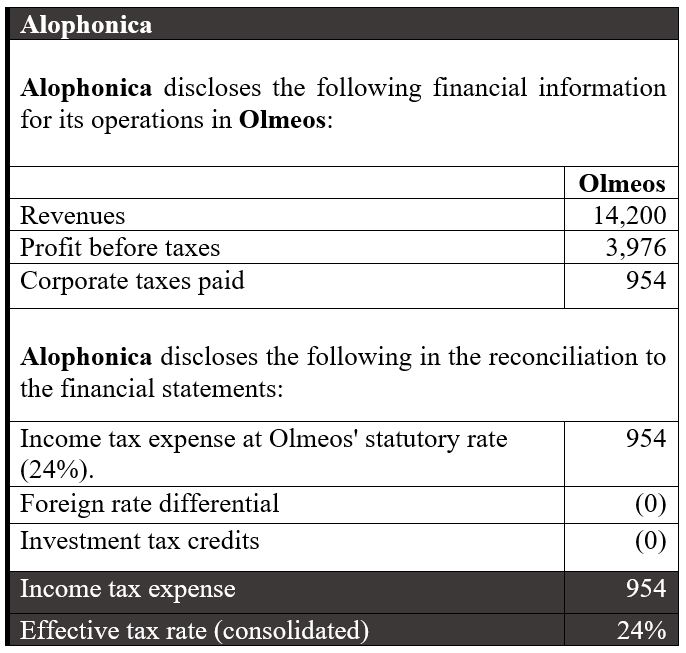 Alophonica
Alophonica discloses the following financial information
for its operations in Olmeos:
Olmeos
Revenues 14,200
Profit before taxes 3,976
Corporate taxes paid 954
Alophonica discloses the following in the reconciliation to
the financial statements:
Income tax expense at Olmeos' statutory rate 954
(24%).
Foreign rate differential (0)
Investment tax credits (0)
Income tax expense 954
Effective tax rate (consolidated) 24%